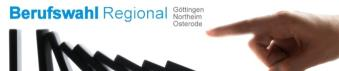 Berufswahl Regional
Göttingen
Northeim
Osterode